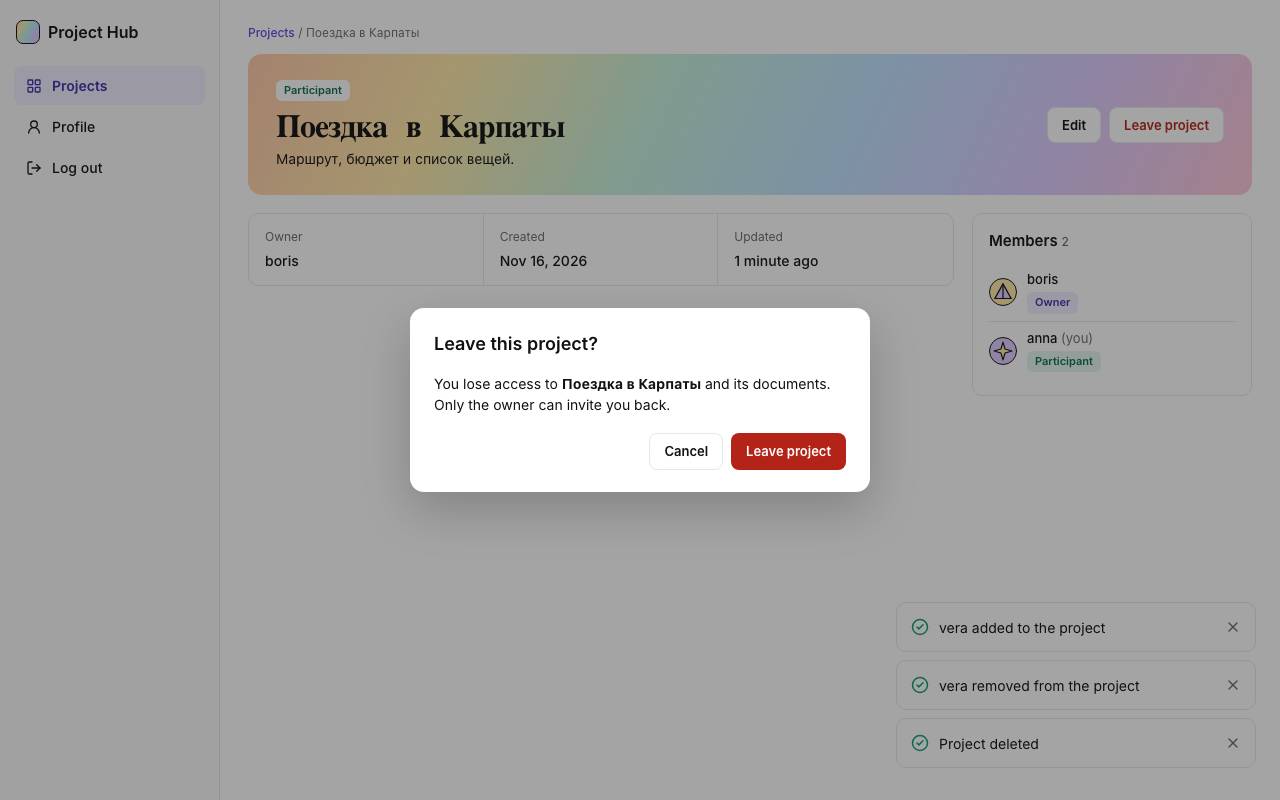 Project Hub
Projects
Profile
Log out
Projects / Поездка в Карпаты
Participant
Поездка в Карпаты
Маршрут, бюджет и список вещей.
Edit
Leave project
Owner
boris
Created
Nov 16, 2026
Updated
1 minute ago
Members 2
boris
Owner
anna (you)
Participant
Leave this project?
You lose access to Поездка в Карпаты and its documents.
Only the owner can invite you back.
Cancel
Leave project
vera added to the project
vera removed from the project
Project deleted